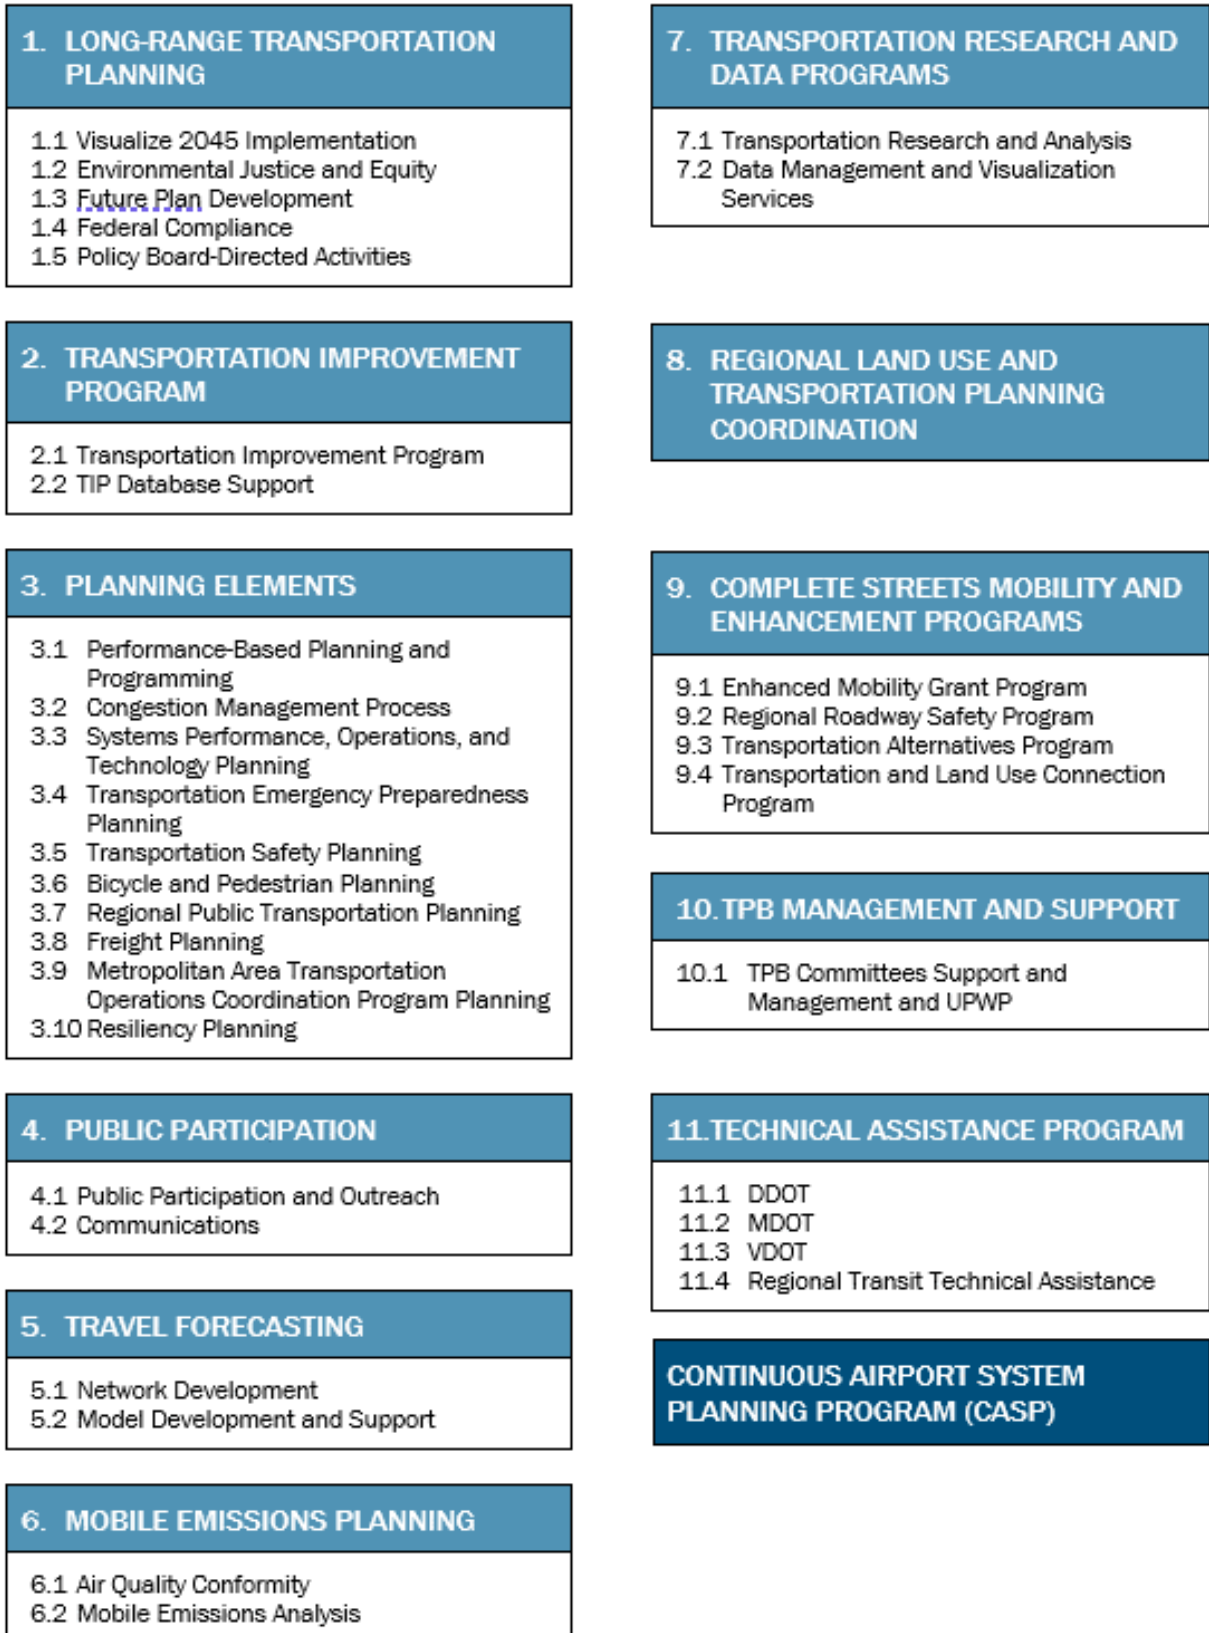 1. LONG-RANGE TRANSPORTATION
PLANNING
1.1 Visualize 2045 Implementation
1.2 Environmental Justice and Equity
1.3 Future Plan Development
1.4 Federal Compliance
1.5 Policy Board-Directed Activities
2. TRANSPORTATION IMPROVEMENT
PROGRAM
2.1 Transportation Improvement Program
2.2 TIP Database Support
3. PLANNING ELEMENTS
3.1 Performance-Based Planning and
Programming
3.2 Congestion Management Process
3.3 Systems Performance, Operations, and
Technology Planning
3.4 Transportation Emergency Preparedness
Planning
3.5 Transportation Safety Planning
3.6 Bicycle and Pedestrian Planning
3.7 Regional Public Transportation Planning
3.8 Freight Planning
3.9 Metropolitan Area Transportation
Operations Coordination Program Planning
3.10 Resiliency Planning
4. PUBLIC PARTICIPATION
4.1 Public Participation and Outreach
4.2 Communications
5. TRAVEL FORECASTING
5.1 Network Development
5.2 Model Development and Support
6. MOBILE EMISSIONS PLANNING
6.1 Air Quality Conformity
6.2 Mobile Emissions Analysis
7. TRANSPORTATION RESEARCH AND
DATA PROGRAMS
7.1 Transportation Research and Analysis
7.2 Data Management and Visualization
Services
8. REGIONAL LAND USE AND
TRANSPORTATION PLANNING
COORDINATION
9. COMPLETE STREETS MOBILITY AND
ENHANCEMENT PROGRAMS
9.1 Enhanced Mobility Grant Program
9.2 Regional Roadway Safety Program
9.3 Transportation Alternatives Program
9.4 Transportation and Land Use Connection
Program
10. TPB MANAGEMENT AND SUPPORT
10.1 TPB Committees Support and
Management and UPWP
11. TECHNICAL ASSISTANCE PROGRAM
11.1 DDOT
11.2 MDOT
11.3 VDOT
11.4 Regional Transit Technical Assistance
CONTINUOUS AIRPORT SYSTEM
PLANNING PROGRAM (CASP)